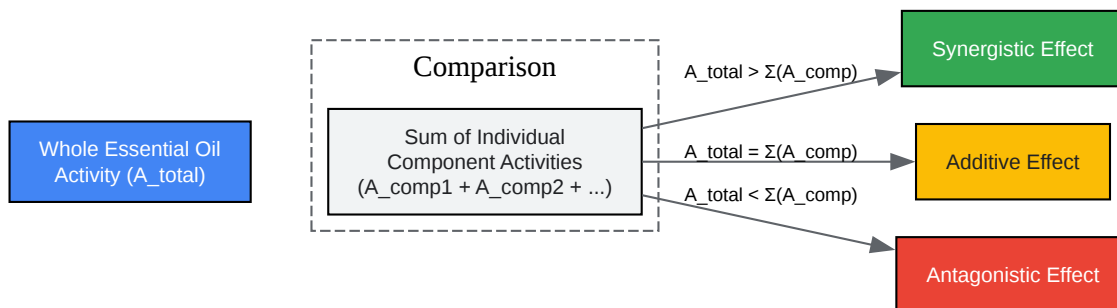 Whole Essential Oil
Activity (A_total)
Comparison
Sum of Individual
Component Activities
(A_comp1 + A_comp2 + ...)
A_total > Σ(A_comp)
A_total = Σ(A_comp)
A_total < Σ(A_comp)
Synergistic Effect
Additive Effect
Antagonistic Effect